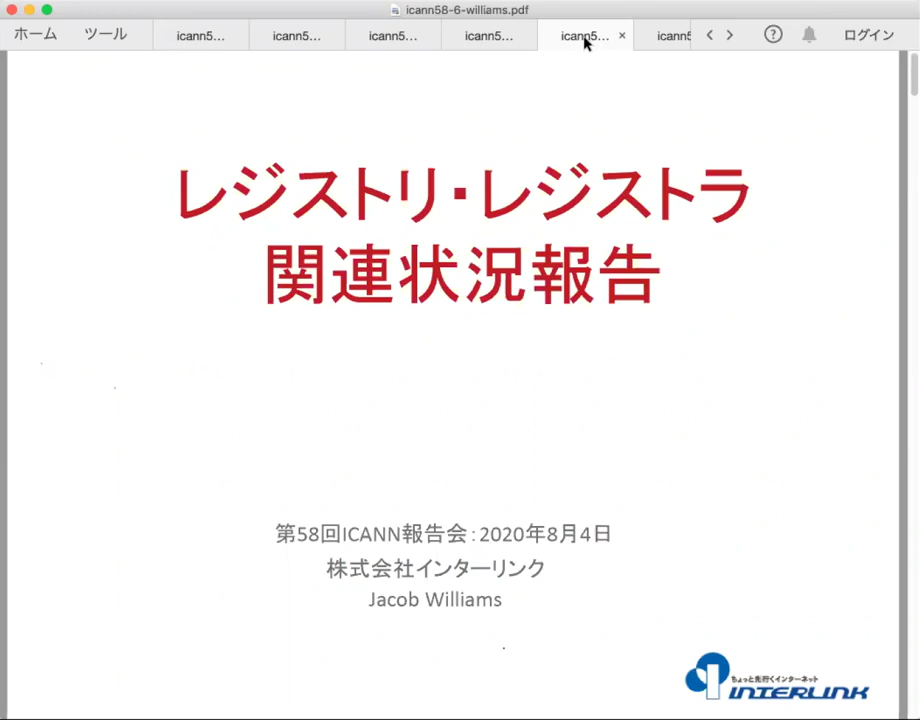 icann58-6-williams.pdf
ホーム ツール icann5... icann5... icann5... icann5... icann5... × icann5 ログイン
レジストリ・レジストラ
関連状況報告
第58回ICANN報告会：2020年8月4日
株式会社インターリンク
Jacob Williams
ちょっと先行くインターネット
INTERLINK